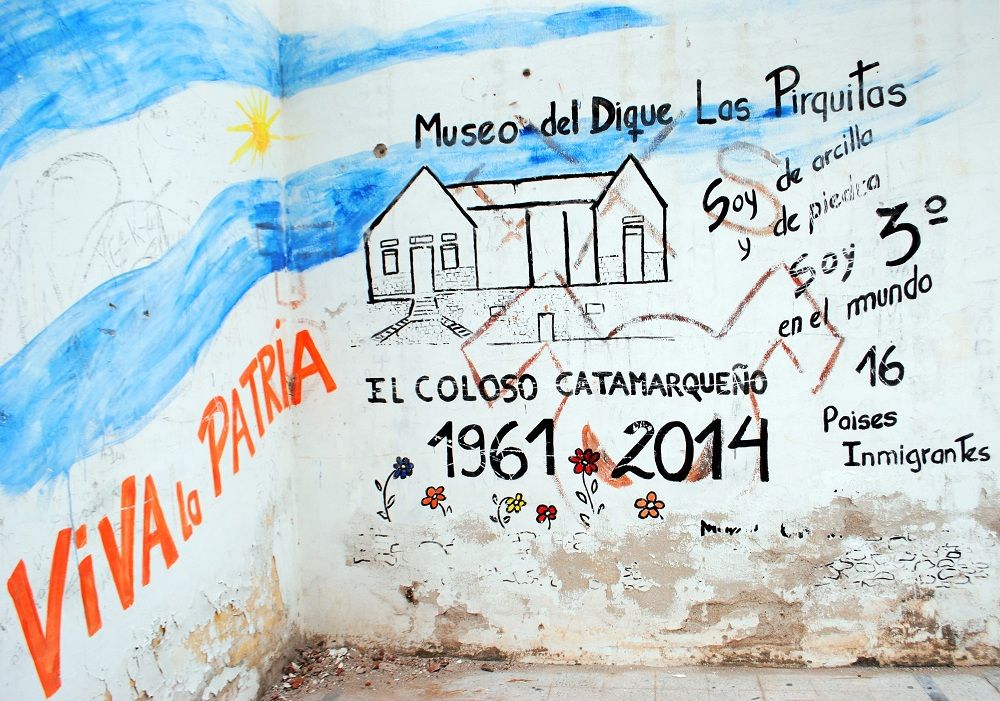 Museo del Dique Las Pirquitas
Soy de arcilla
y de piedra
Soy 3º
en el mundo
EL COLOSO CATAMARQUEÑO
1961 2014
16
Paises
Inmigrantes
ViVA la PATRiA